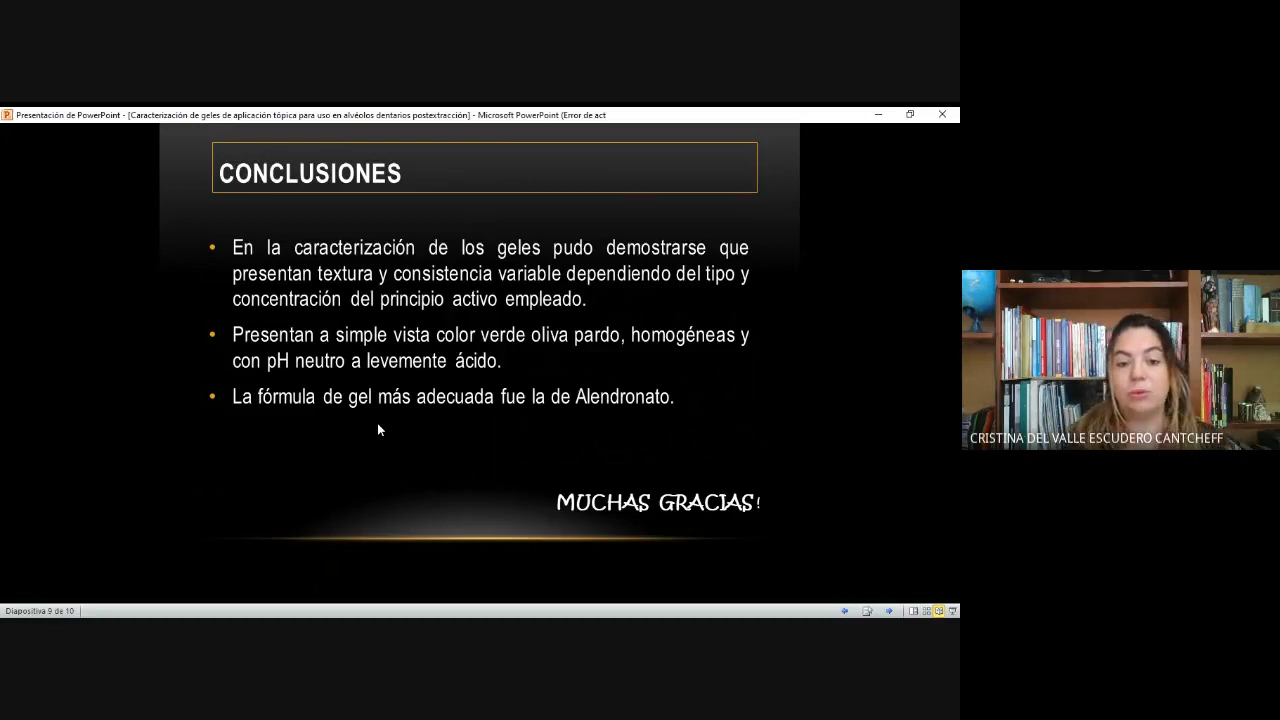 Presentación de PowerPoint - [Caracterización de geles de aplicación tópica para uso en alvéolos dentarios postextracción] - Microsoft PowerPoint (Error de act
CONCLUSIONES
• En la caracterización de los geles pudo demostrarse que
presentan textura y consistencia variable dependiendo del tipo y
concentración del principio activo empleado.
• Presentan a simple vista color verde oliva pardo, homogéneas y
con pH neutro a levemente ácido.
• La fórmula de gel más adecuada fue la de Alendronato.
CRISTINA DEL VALLE ESCUDERO CANTCHEFF
MUCHAS GRACIAS!
Diapositiva 9 de 10